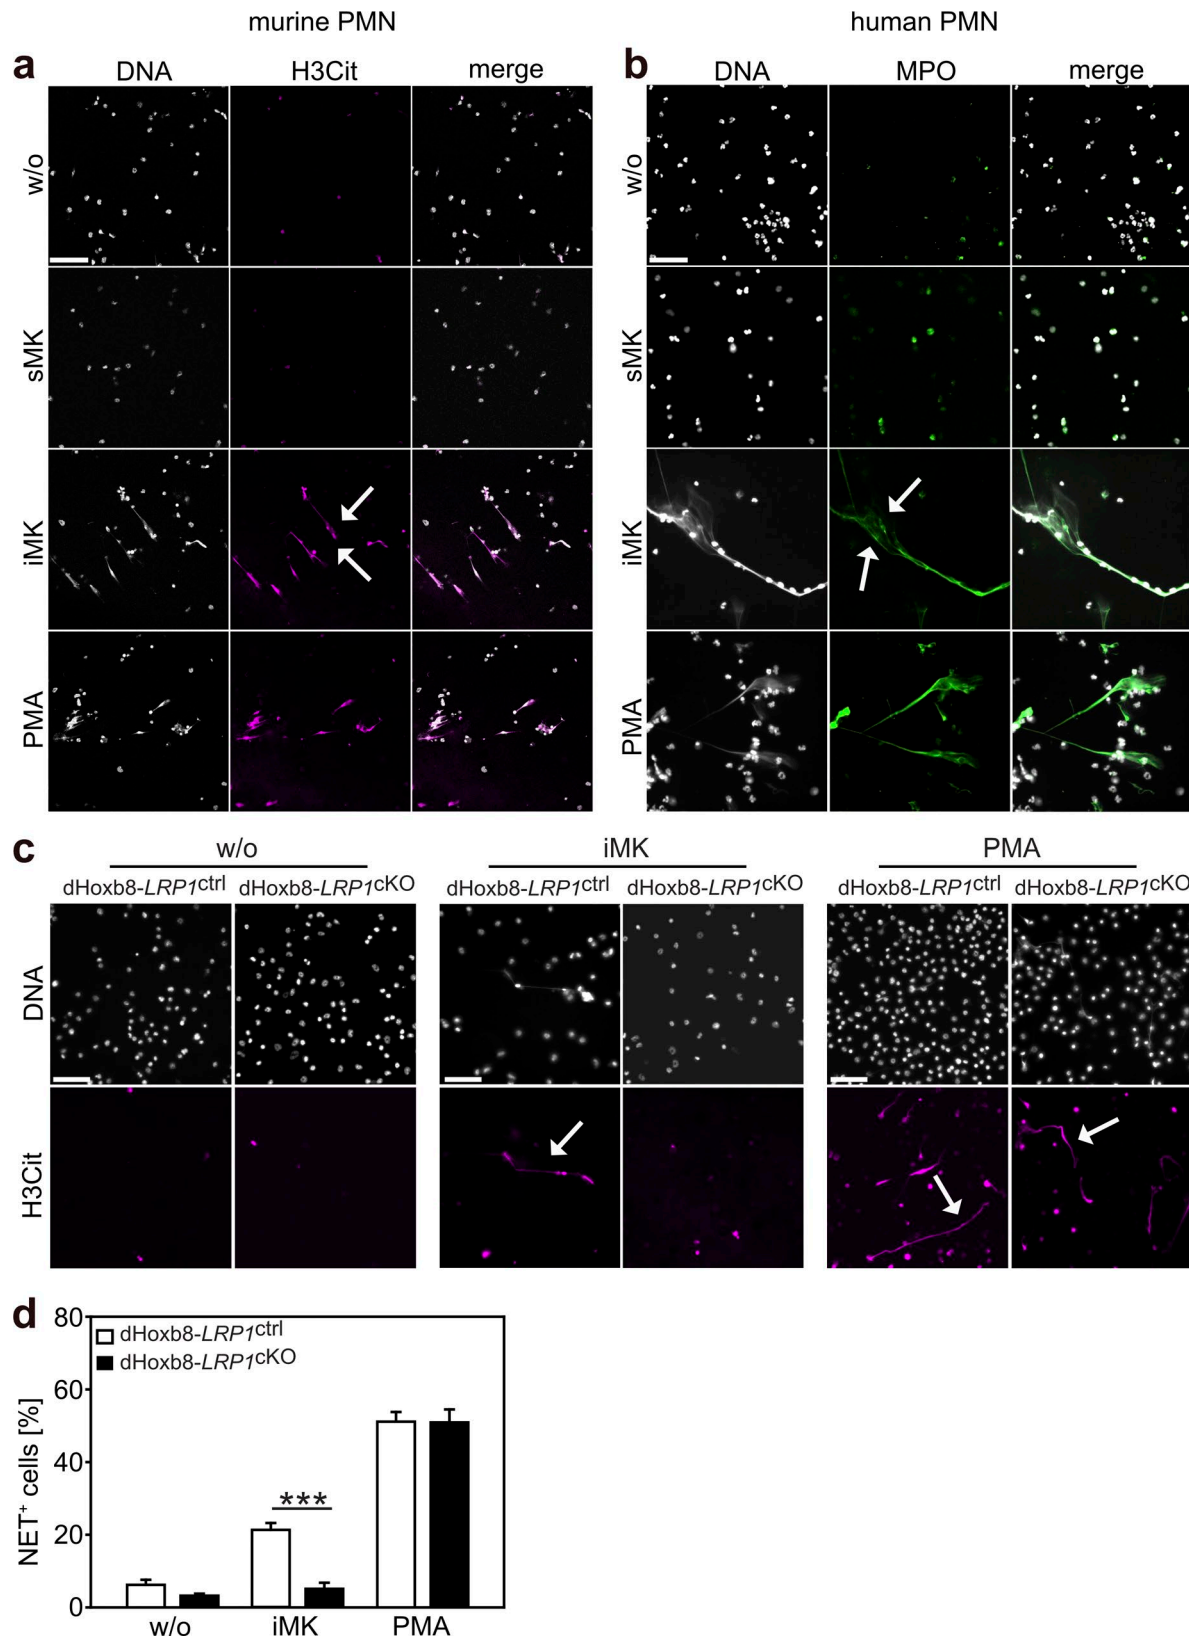 murine PMN
human PMN
a
DNA
H3Cit
merge
b
DNA
MPO
merge
w/o
sMK
iMK
PMA
w/o
sMK
iMK
PMA
c
w/o
iMK
PMA
dHoxb8-LRP1ctrl
dHoxb8-LRP1cKO
dHoxb8-LRP1ctrl
dHoxb8-LRP1cKO
dHoxb8-LRP1ctrl
dHoxb8-LRP1cKO
DNA
H3Cit
d
NET+ cells [%]
80
60
40
20
0
dHoxb8-LRP1ctrl
dHoxb8-LRP1cKO
***
w/o
iMK
PMA